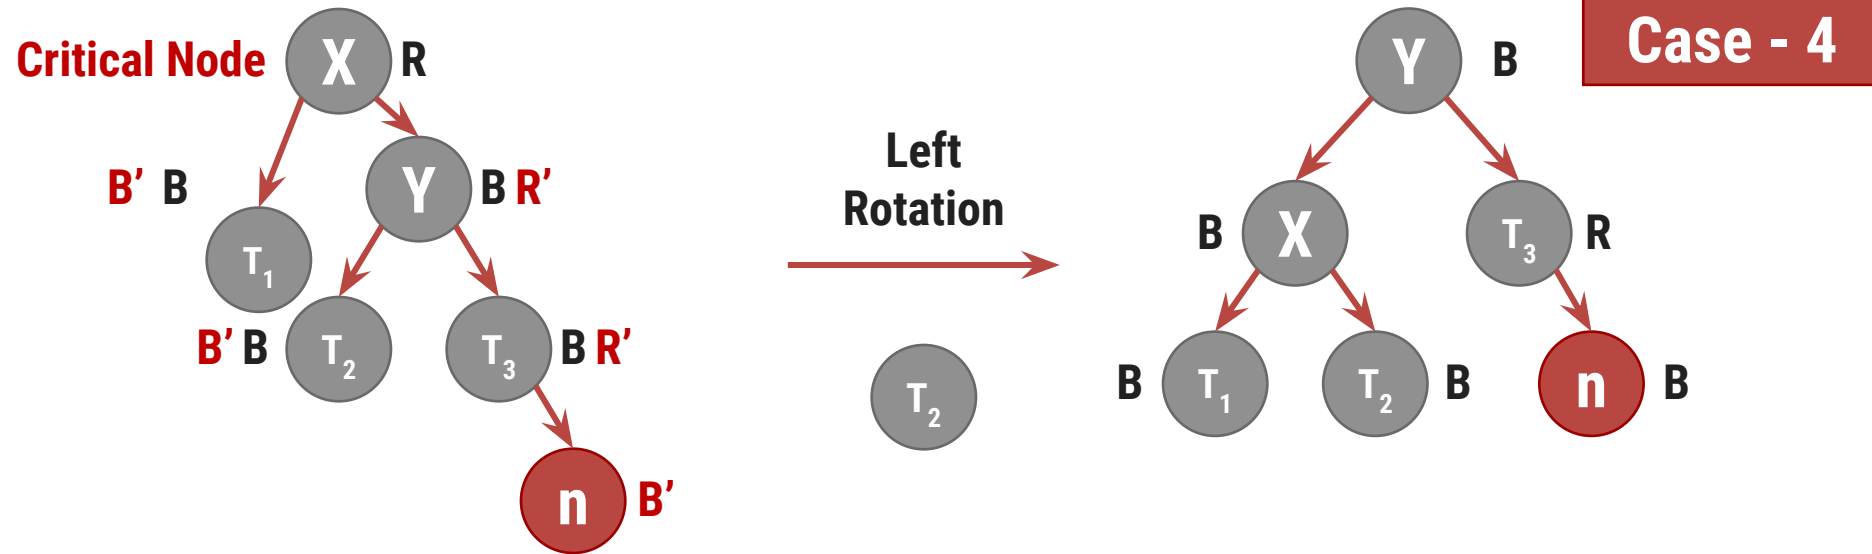 Critical Node
X
R
B’ B
Y
B R’
T1
B’ B
T2
T3
B R’
n
B’
Left
Rotation
T2
Case - 4
Y
B
B
X
T3
R
B
T1
T2
B
n
B